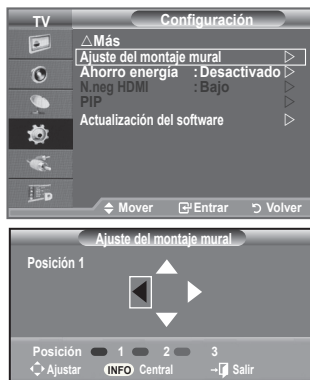 TV Configuración
△Más
Ajuste del montaje mural
Ahorro energía : Desactivado
N.neg HDMI : Bajo
PIP
Actualización del software
Mover Entrar Volver
Ajuste del montaje mural
Posición 1
Posición 1 2 3
Ajustar INFO Central Salir